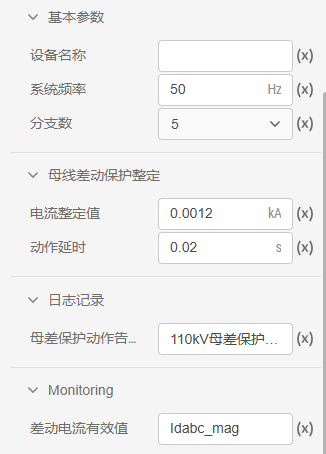 基本参数
设备名称 (x)
系统频率 50 Hz (x)
分支数 5 (x)
母线差动保护整定
电流整定值 0.0012 kA (x)
动作延时 0.02 s (x)
日志记录
母差保护动作告... 110kV母差保护... (x)
Monitoring
差动电流有效值 Idabc_mag (x)